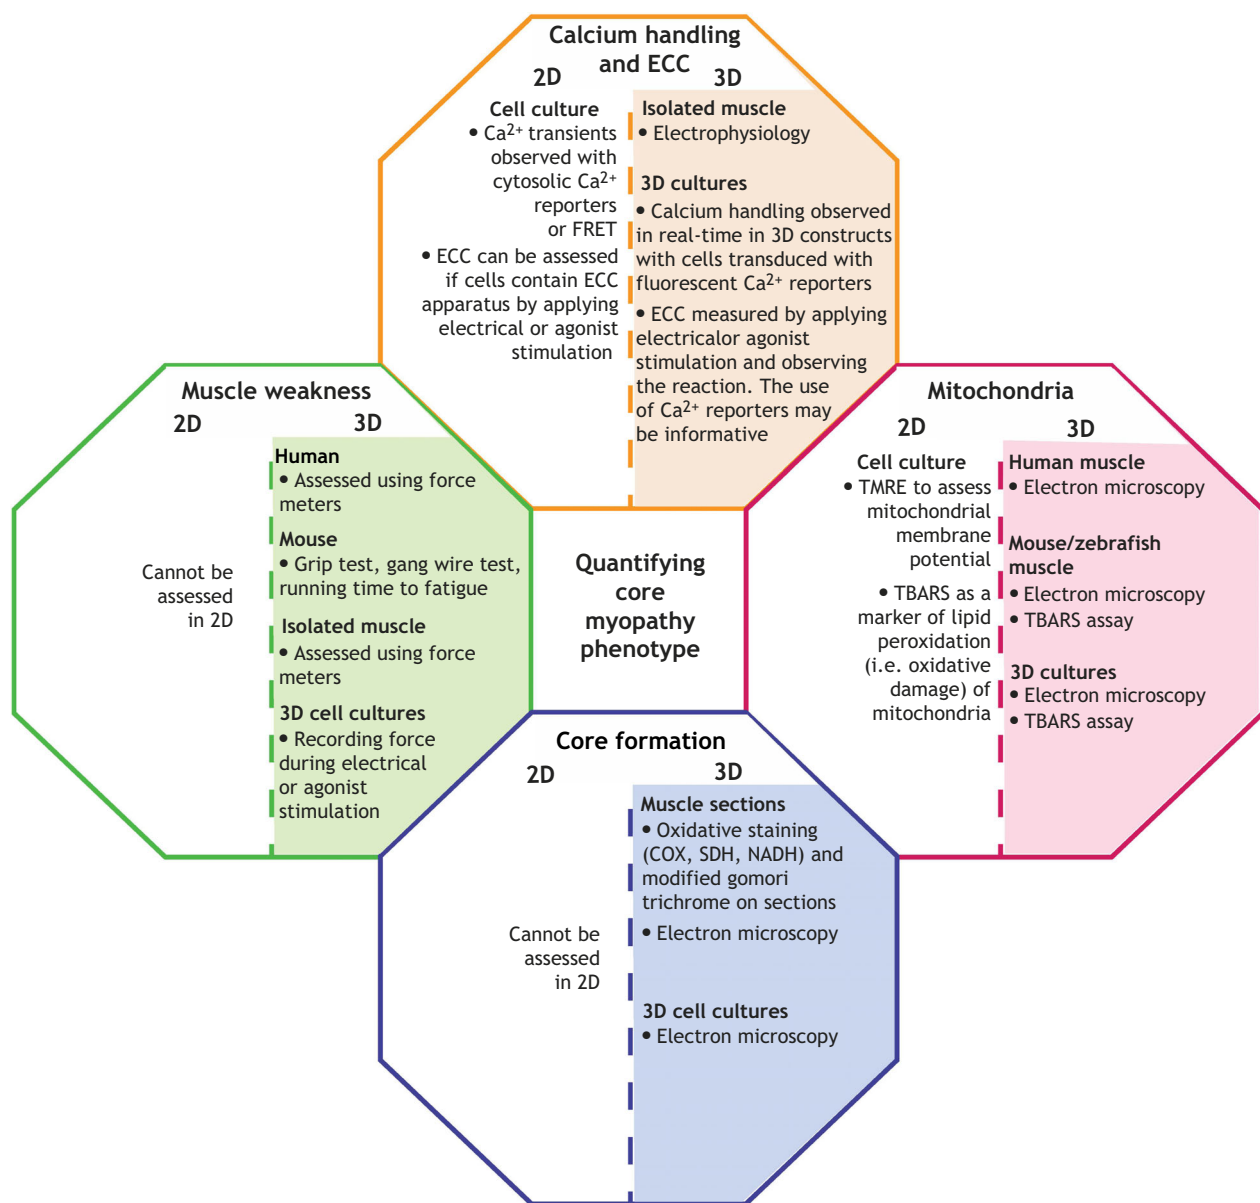 Calcium handling
and ECC
2D
3D
Cell culture
• Ca2+ transients
observed with
cytosolic Ca2+
reporters
or FRET
• ECC can be assessed
if cells contain ECC
apparatus by applying
electrical or agonist
stimulation
Isolated muscle
• Electrophysiology
3D cultures
• Calcium handling observed
in real-time in 3D constructs
with cells transduced with
fluorescent Ca2+ reporters
• ECC measured by applying
electricalor agonist
stimulation and observing
the reaction. The use
of Ca2+ reporters may
be informative
Muscle weakness
2D
3D
Cannot be
assessed
in 2D
Human
• Assessed using force
meters
Mouse
• Grip test, gang wire test,
running time to fatigue
Isolated muscle
• Assessed using force
meters
3D cell cultures
• Recording force
during electrical
or agonist
stimulation
Quantifying
core
myopathy
phenotype
Mitochondria
2D
3D
Cell culture
• TMRE to assess
mitochondrial
membrane
potential
• TBARS as a
marker of lipid
peroxidation
(i.e. oxidative
damage) of
mitochondria
Human muscle
• Electron microscopy
Mouse/zebrafish
muscle
• Electron microscopy
• TBARS assay
3D cultures
• Electron microscopy
• TBARS assay
Core formation
2D
3D
Cannot be
assessed
in 2D
Muscle sections
• Oxidative staining
(COX, SDH, NADH) and
modified gomori
trichrome on sections
• Electron microscopy
3D cell cultures
• Electron microscopy